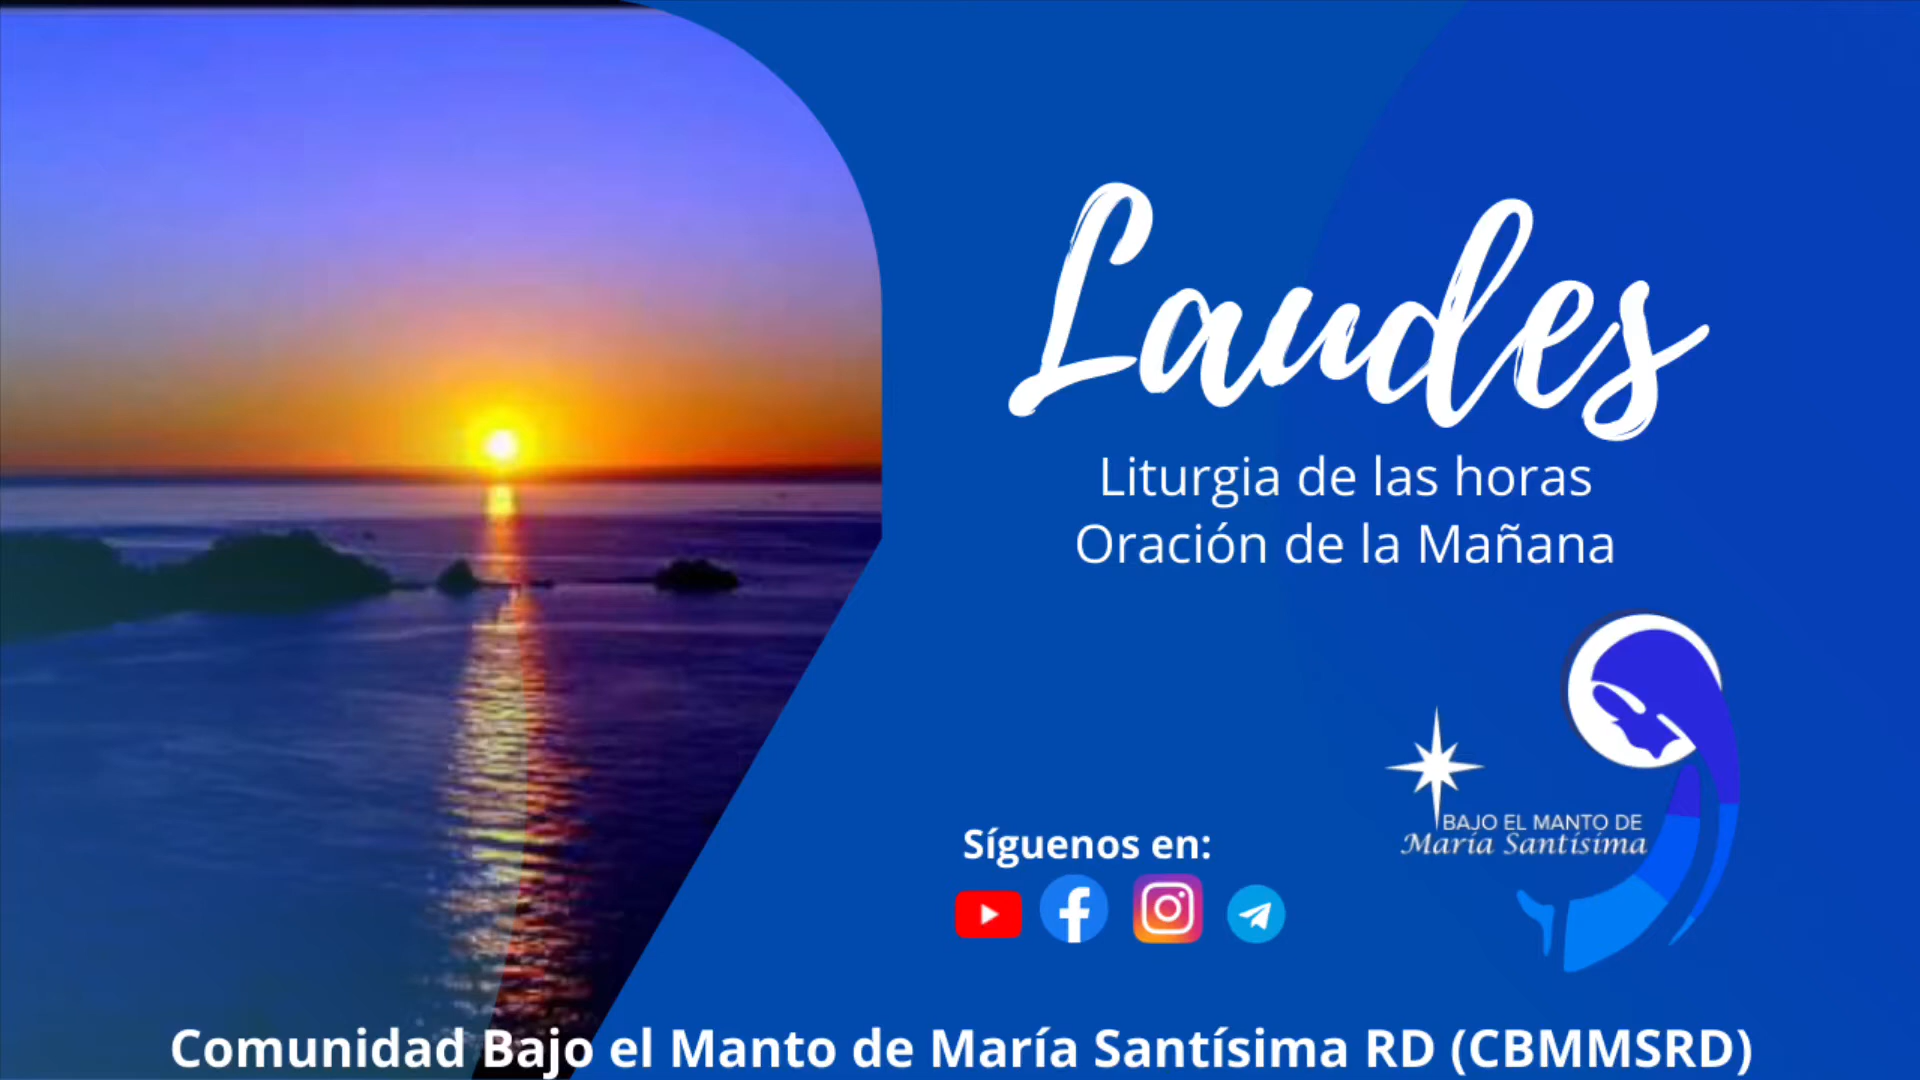 Laudes
Liturgia de las horas
Oración de la Mañana
BAJO EL MANTO DE
María Santísima
Síguenos en:
Comunidad Bajo el Manto de María Santísima RD (CBMMSRD)